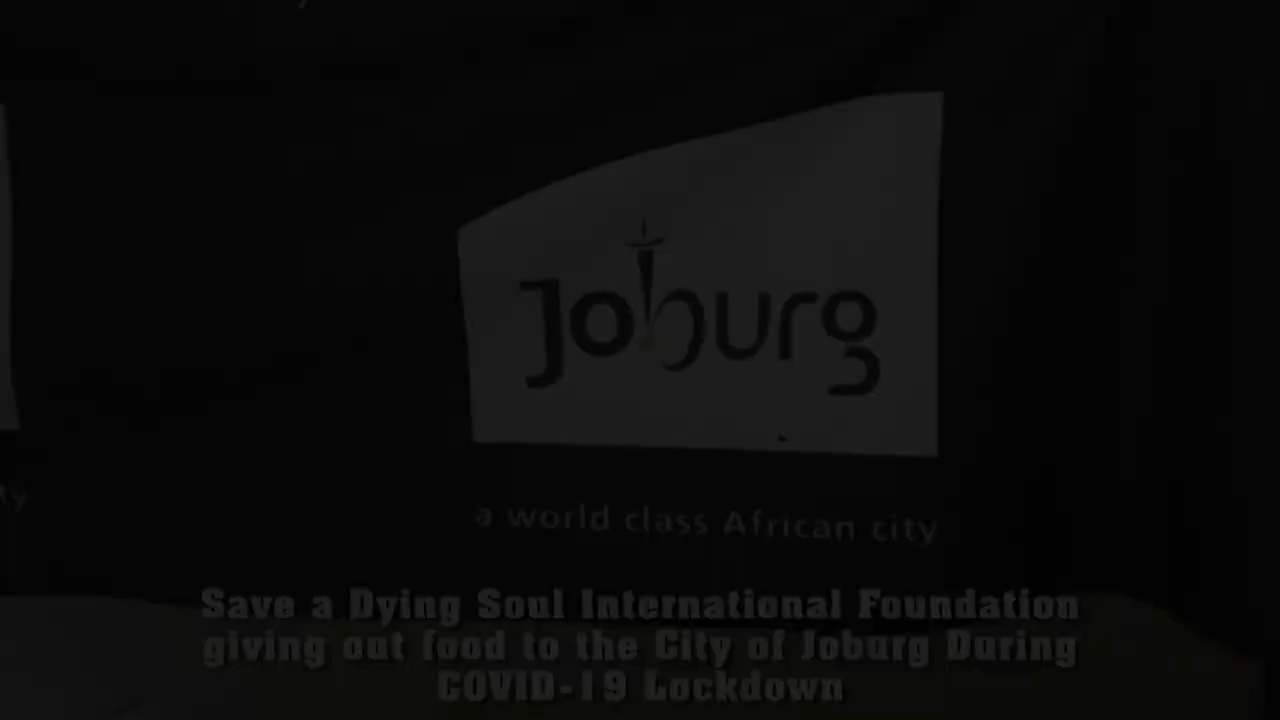 Joburg
a world class African city
Save a Dying Soul International Foundation
giving out food to the City of Joburg During
COVID-19 Lockdown